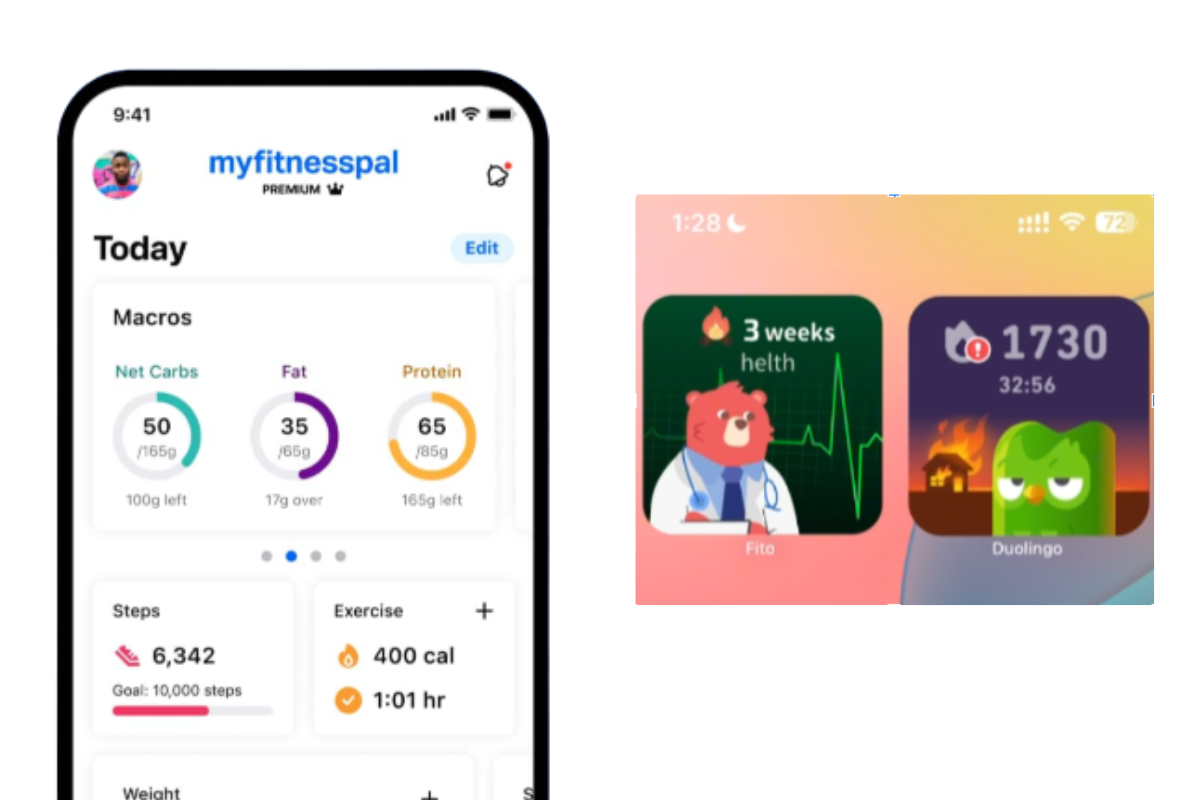 9:41
myfitnesspal
PREMIUM
Today
Edit
Macros
Net Carbs
Fat
Protein
50
/165g
100g left
35
/65g
17g over
65
/85g
165g left
Steps
6,342
Goal: 10,000 steps
Exercise
+
400 cal
1:01 hr
Weight
+
S
1:28
72
3 weeks
helth
Fito
1730
32:56
Duolingo